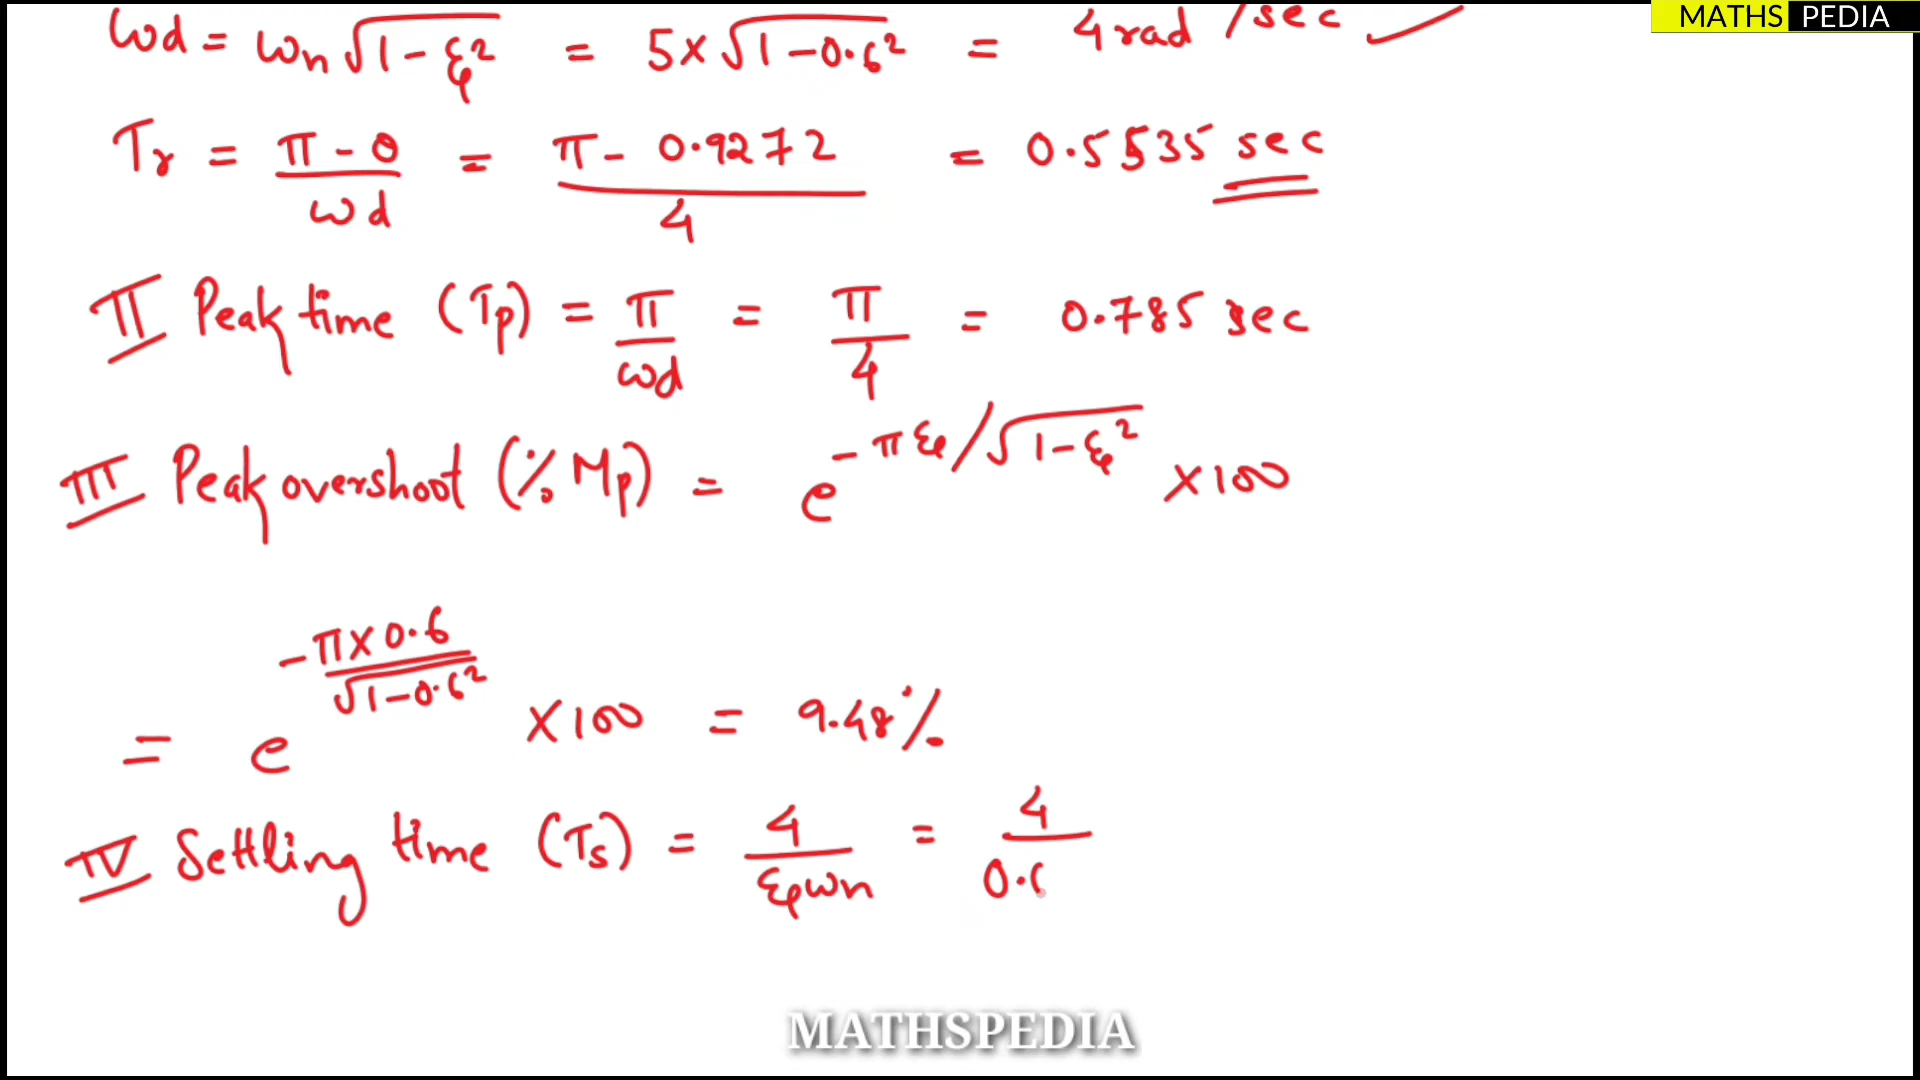 MATHS PEDIA
ωd = ωn√1-ξ² = 5×√1-0.6² = 4 rad/sec ✓
Tr = π-θ/ωd = π-0.9272/4 = 0.5535 sec
II Peak time (Tp) = π/ωd = π/4 = 0.785 sec
III Peak overshoot (% Mp) = e^-πξ/√1-ξ² ×100
= e^-π×0.6/√1-0.6² ×100 = 9.48%
IV Settling time (Ts) = 4/ξωn = 4/0.
MATHSPEDIA